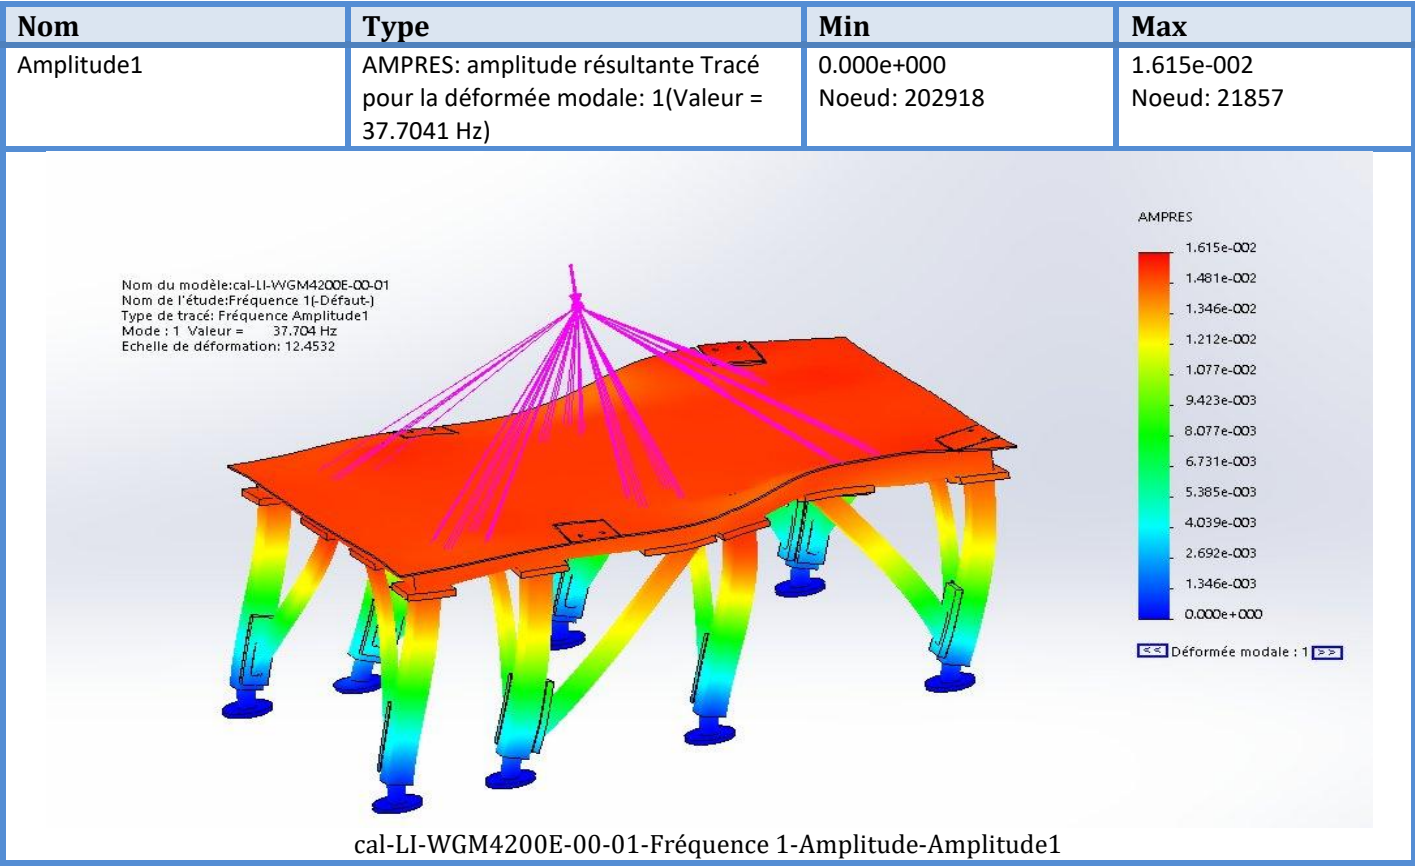 Nom Type Min Max
Amplitude1 AMPRES: amplitude résultante Tracé 0.000e+000 1.615e-002
pour la déformée modale: 1(Valeur = Noeud: 202918 Noeud: 21857
37.7041 Hz)
AMPRES
Nom du modèle:cal-LI-WGM4200E-00-01
Nom de l'étude:Fréquence 1(-Défaut-)
Type de tracé: Fréquence Amplitude1
Mode : 1 Valeur = 37.704 Hz
Echelle de déformation: 12.4532
1.615e-002
1.481e-002
1.346e-002
1.212e-002
1.077e-002
9.423e-003
8.077e-003
6.731e-003
5.385e-003
4.039e-003
2.692e-003
1.346e-003
0.000e+000
<< Déformée modale : 1 >>
cal-LI-WGM4200E-00-01-Fréquence 1-Amplitude-Amplitude1